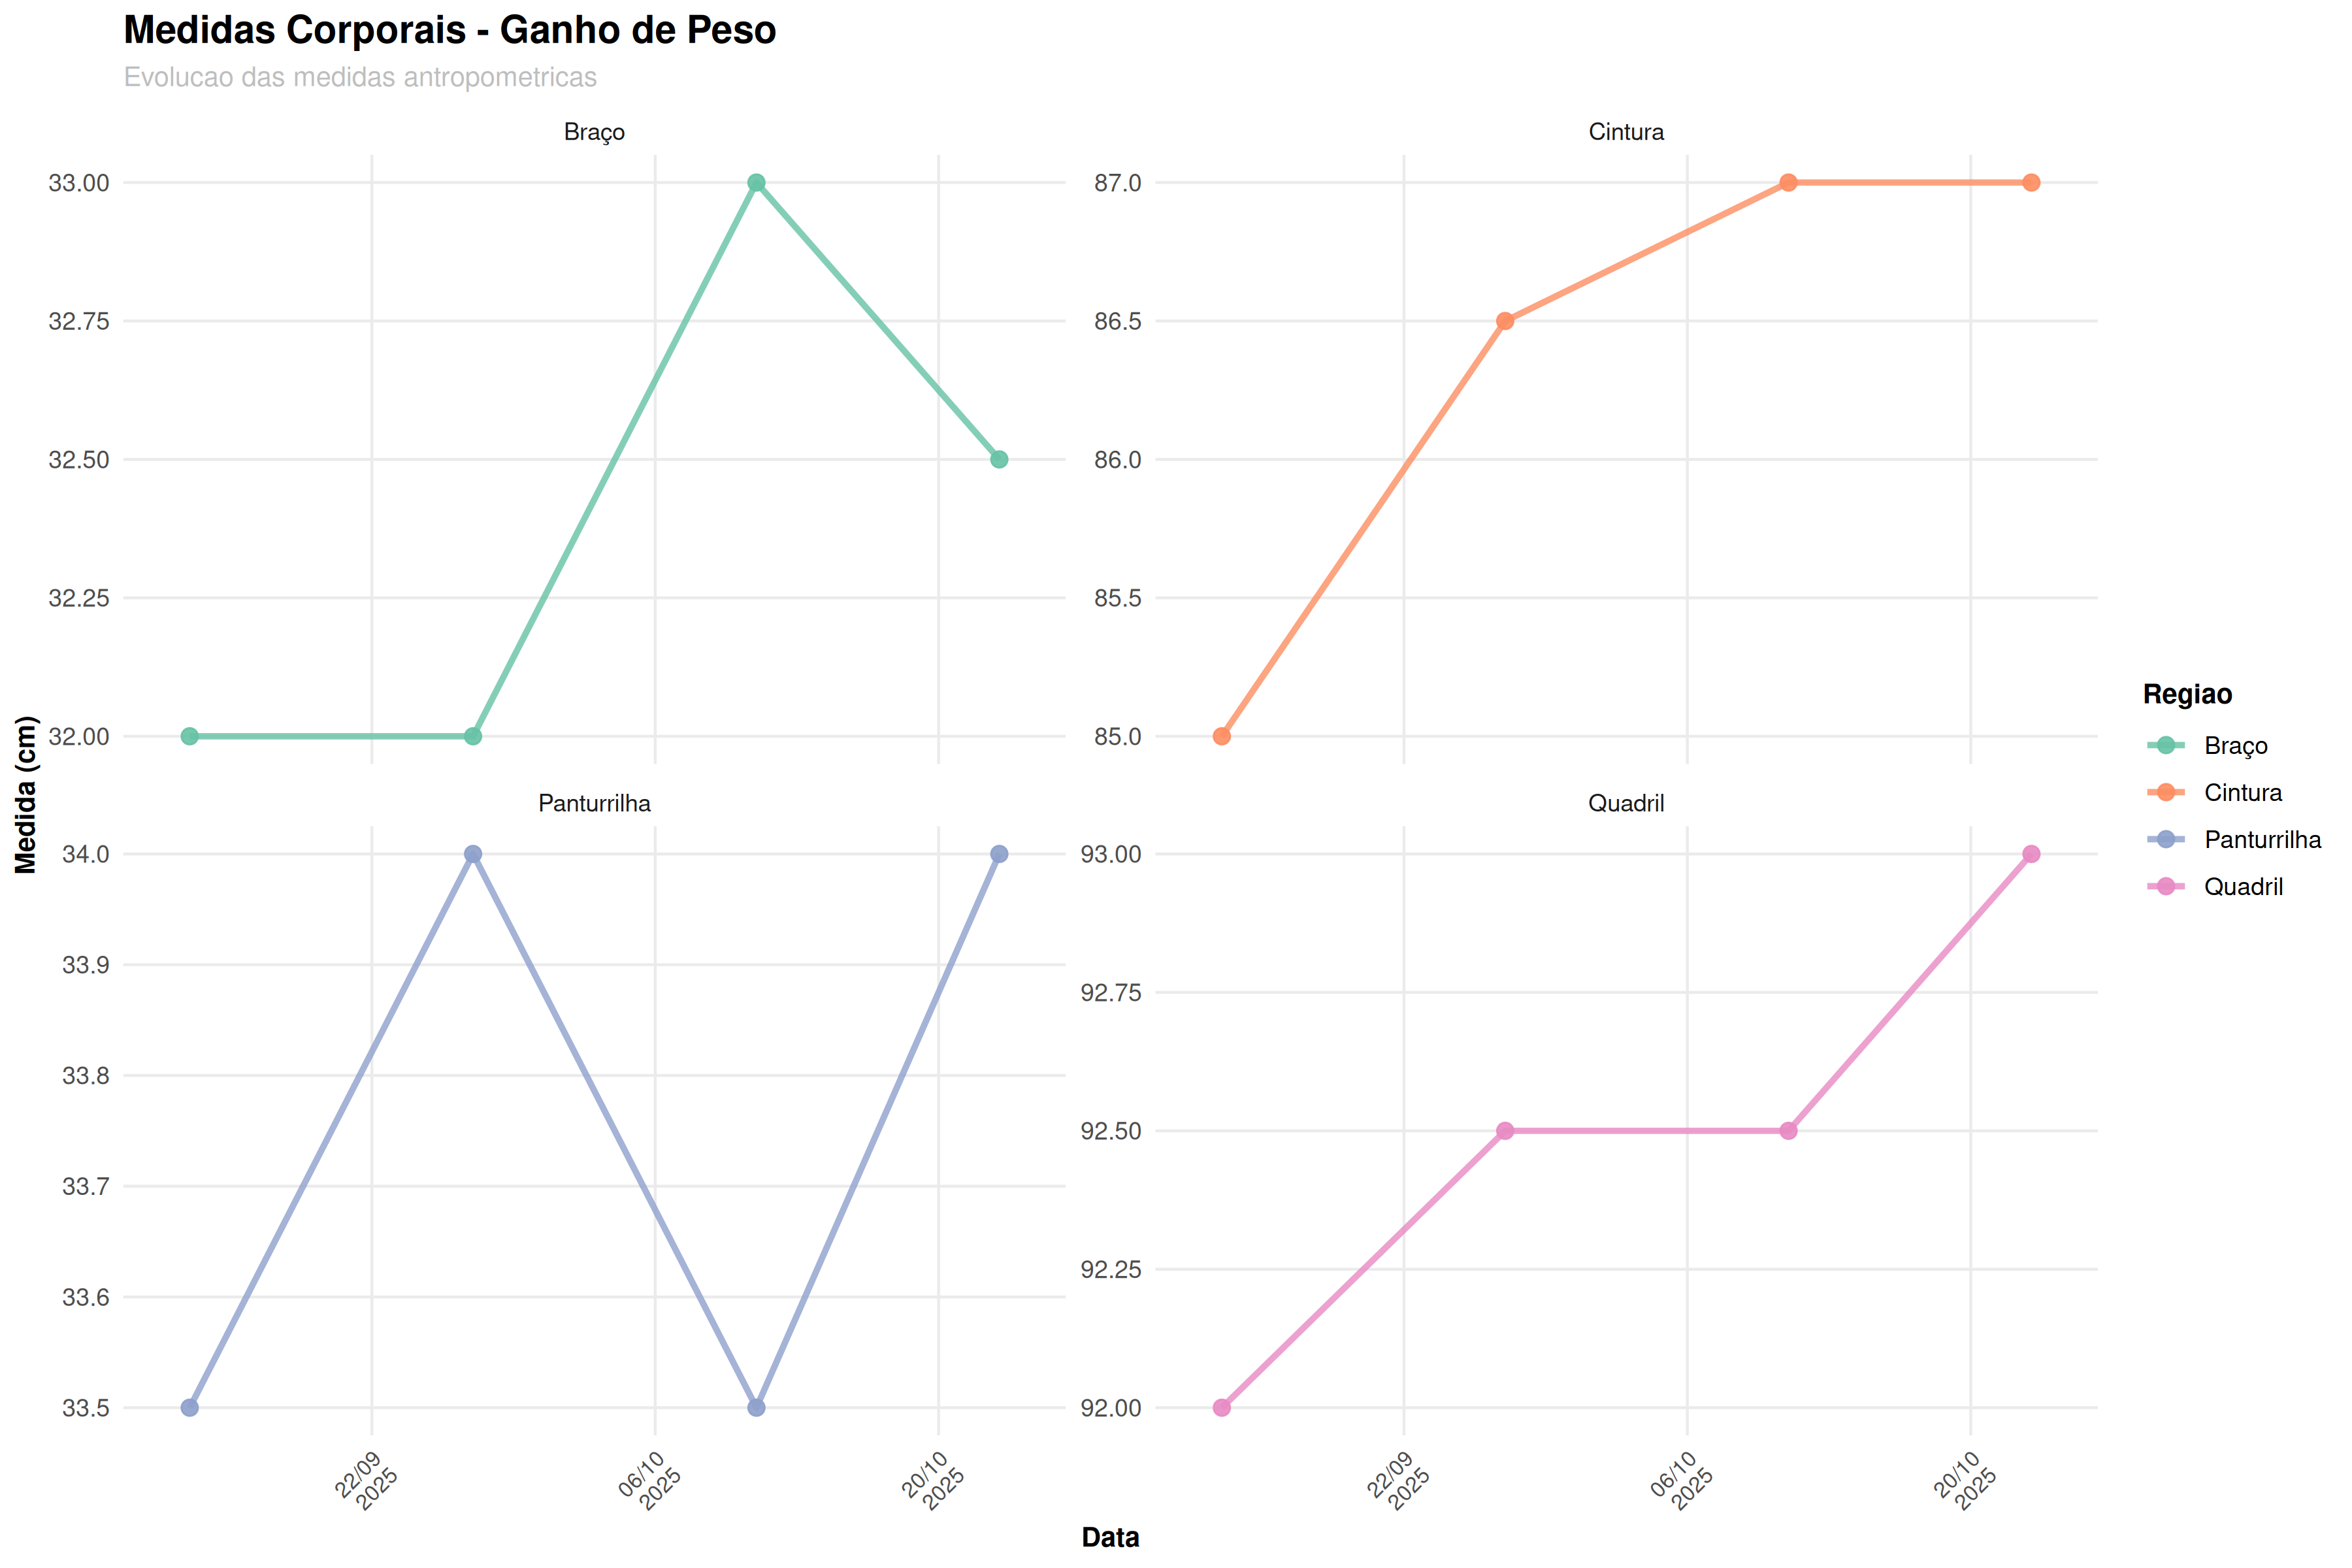 Medidas Corporais - Ganho de Peso
Evolucao das medidas antropometricas
Medida (cm)
Braço
33.00
32.75
32.50
32.25
32.00
Cintura
87.0
86.5
86.0
85.5
85.0
Panturrilha
34.0
33.9
33.8
33.7
33.6
33.5
22/09
2025
06/10
2025
20/10
2025
Quadril
93.00
92.75
92.50
92.25
92.00
22/09
2025
06/10
2025
20/10
2025
Data
Regiao
Braço
Cintura
Panturrilha
Quadril